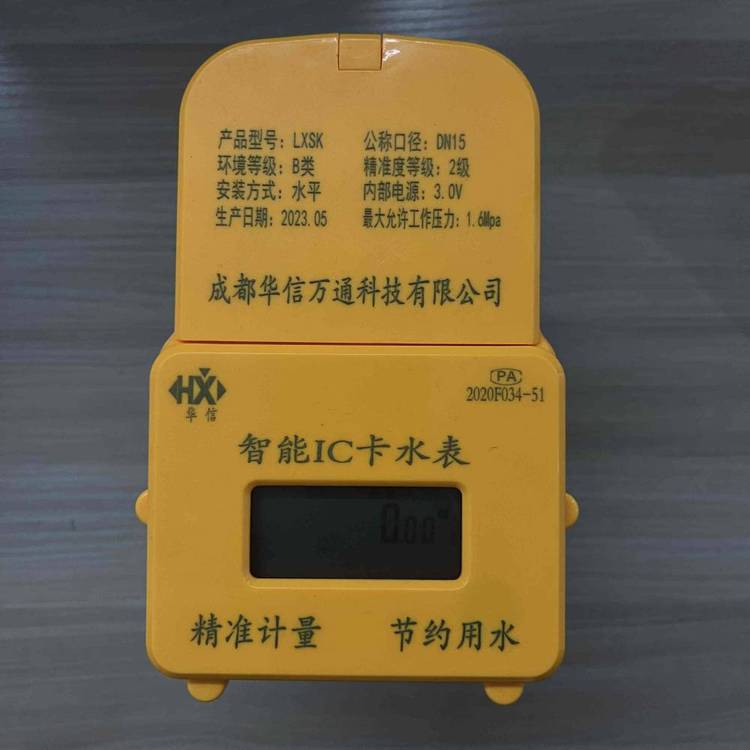 产品型号: LXSK 公称口径: DN15
环境等级: B类 精准度等级: 2级
安装方式: 水平 内部电源: 3.0V
生产日期: 2023.05 最大允许工作压力: 1.6Mpa
成都华信万通科技有限公司
HX
华信
PA
2020F034-51
智能IC卡水表
0.00
精准计量 节约用水